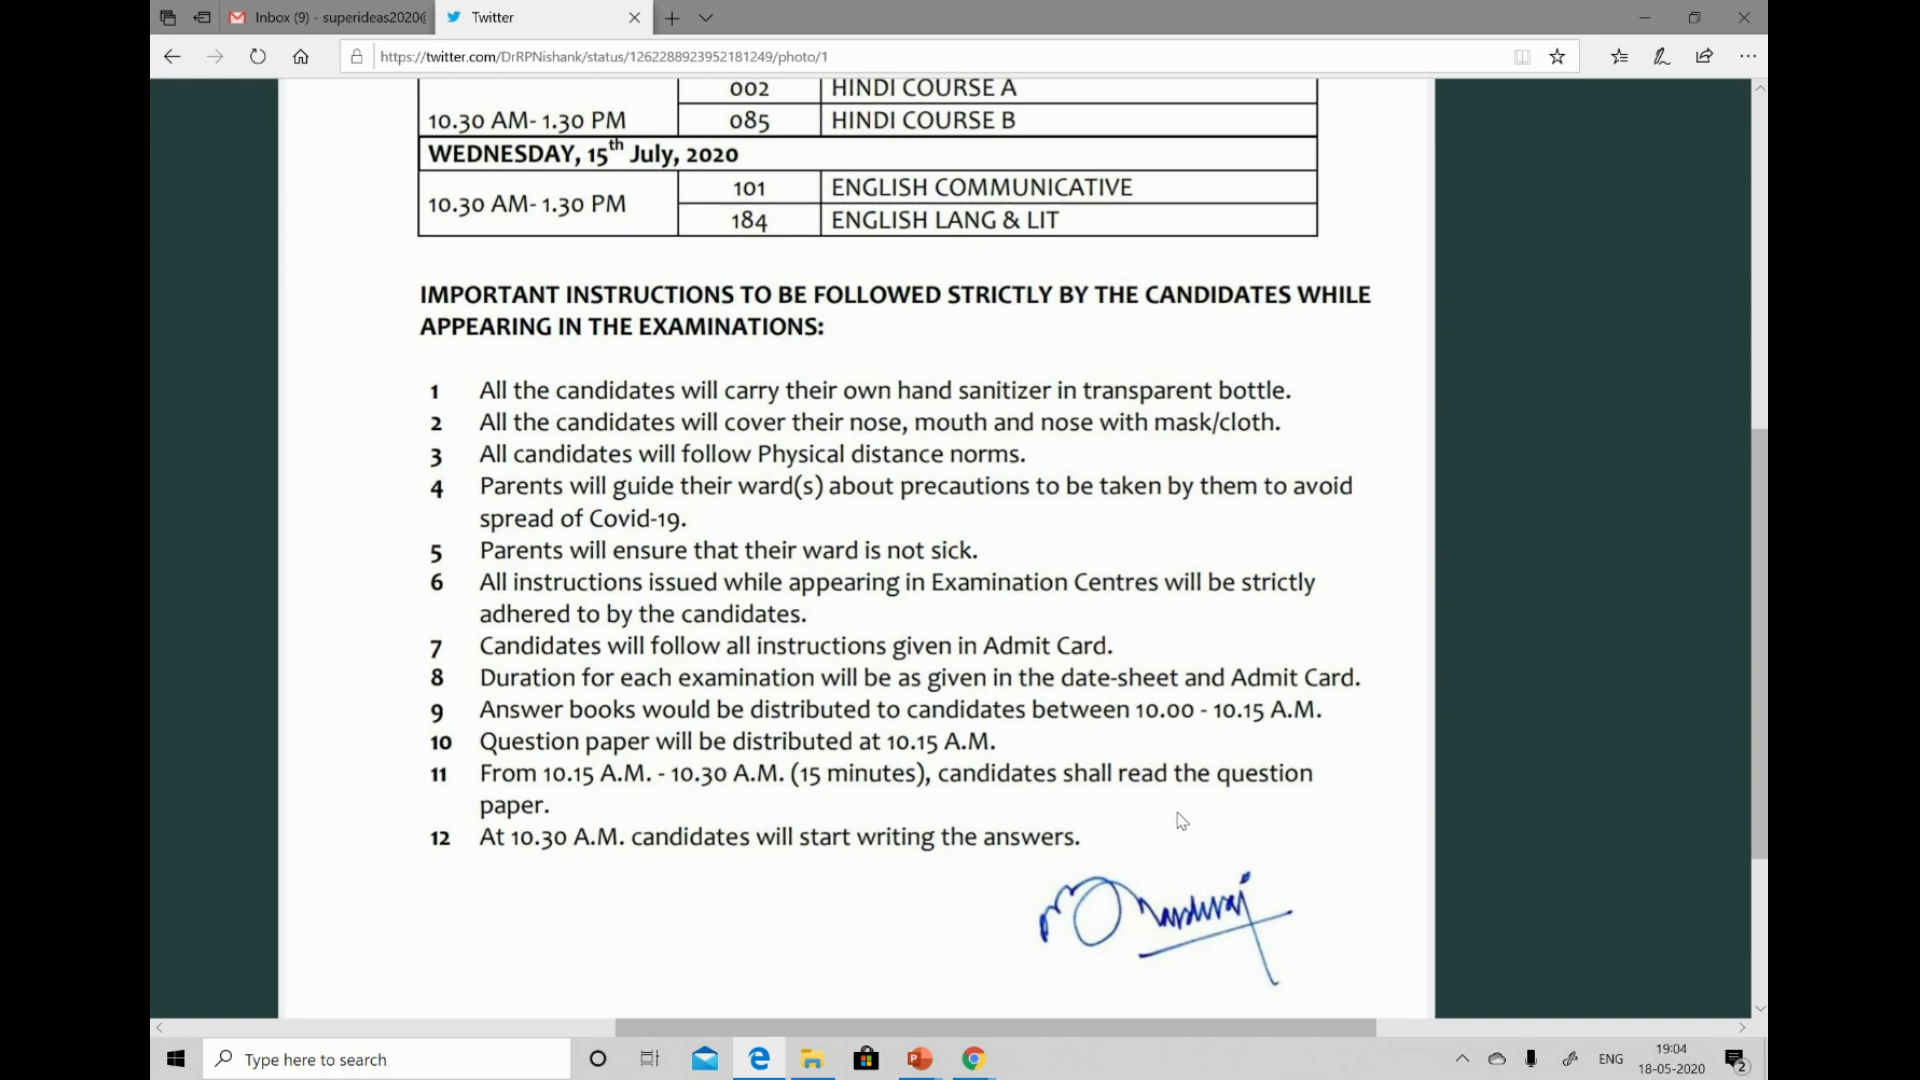 Inbox (9) - superideas2020@
Twitter
https://twitter.com/DrRPNishank/status/1262288923952181249/photo/1
002 HINDI COURSE A
10.30 AM- 1.30 PM 085 HINDI COURSE B
WEDNESDAY, 15th July, 2020
101 ENGLISH COMMUNICATIVE
10.30 AM- 1.30 PM
184 ENGLISH LANG & LIT
IMPORTANT INSTRUCTIONS TO BE FOLLOWED STRICTLY BY THE CANDIDATES WHILE
APPEARING IN THE EXAMINATIONS:
1 All the candidates will carry their own hand sanitizer in transparent bottle.
2 All the candidates will cover their nose, mouth and nose with mask/cloth.
3 All candidates will follow Physical distance norms.
4 Parents will guide their ward(s) about precautions to be taken by them to avoid
spread of Covid-19.
5 Parents will ensure that their ward is not sick.
6 All instructions issued while appearing in Examination Centres will be strictly
adhered to by the candidates.
7 Candidates will follow all instructions given in Admit Card.
8 Duration for each examination will be as given in the date-sheet and Admit Card.
9 Answer books would be distributed to candidates between 10.00 - 10.15 A.M.
10 Question paper will be distributed at 10.15 A.M.
11 From 10.15 A.M. - 10.30 A.M. (15 minutes), candidates shall read the question
paper.
12 At 10.30 A.M. candidates will start writing the answers.
Type here to search
ENG
19:04
18-05-2020
2